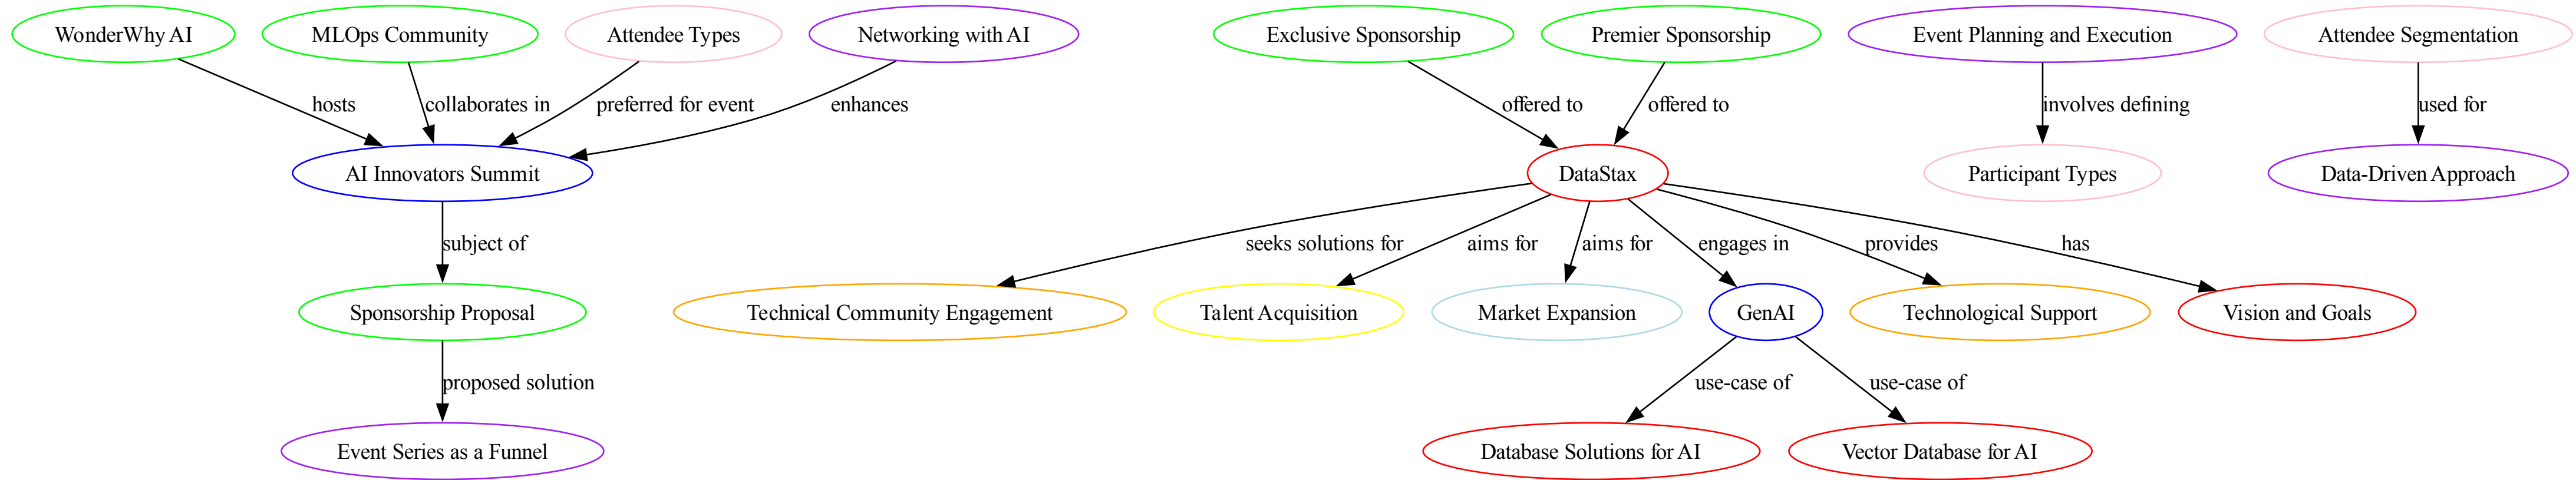 WonderWhy AI
MLOps Community
Attendee Types
Networking with AI
Exclusive Sponsorship
Premier Sponsorship
Event Planning and Execution
Attendee Segmentation
hosts
collaborates in
preferred for event
enhances
offered to
offered to
involves defining
used for
AI Innovators Summit
DataStax
Participant Types
Data-Driven Approach
subject of
seeks solutions for
aims for
aims for
engages in
provides
has
Sponsorship Proposal
Technical Community Engagement
Talent Acquisition
Market Expansion
GenAI
Technological Support
Vision and Goals
proposed solution
use-case of
use-case of
Event Series as a Funnel
Database Solutions for AI
Vector Database for AI